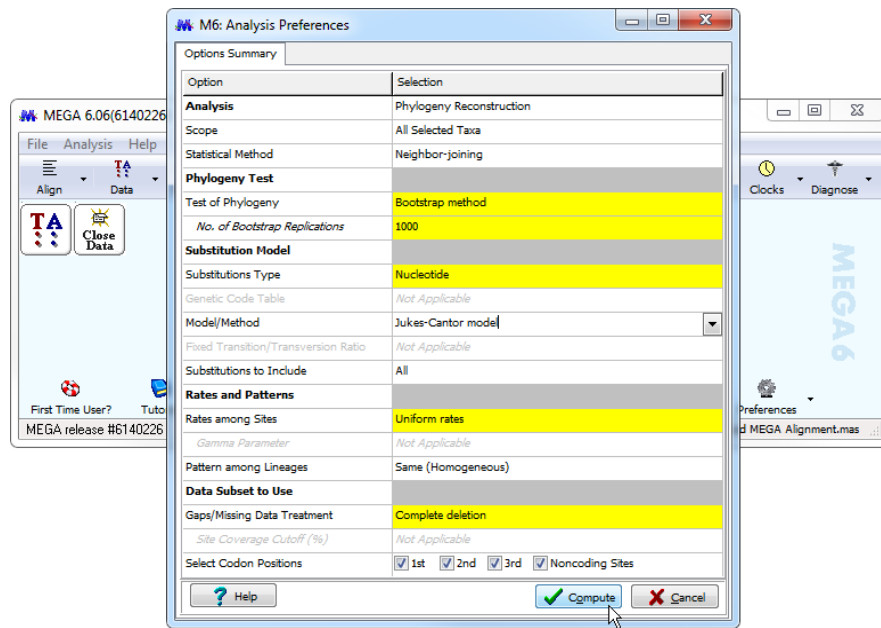 M6: Analysis Preferences
Options Summary
Option Selection
Analysis Phylogeny Reconstruction
Scope All Selected Taxa
Statistical Method Neighbor-joining
Phylogeny Test
Test of Phylogeny Bootstrap method
No. of Bootstrap Replications 1000
Substitution Model
Substitutions Type Nucleotide
Genetic Code Table Not Applicable
Model/Method Jukes-Cantor model
Fixed Transition/Transversion Ratio Not Applicable
Substitutions to Include All
Rates and Patterns
Rates among Sites Uniform rates
Gamma Parameter Not Applicable
Pattern among Lineages Same (Homogeneous)
Data Subset to Use
Gaps/Missing Data Treatment Complete deletion
Site Coverage Cutoff (%) Not Applicable
Select Codon Positions 1st 2nd 3rd Noncoding Sites
? Help Compute Cancel
MEGA 6.06(6140226
File Analysis Help
Align Data Clocks Diagnose
TA Close
Data
MEGA6
First Time User? Tuto references
MEGA release #6140226 d MEGA Alignment.mas